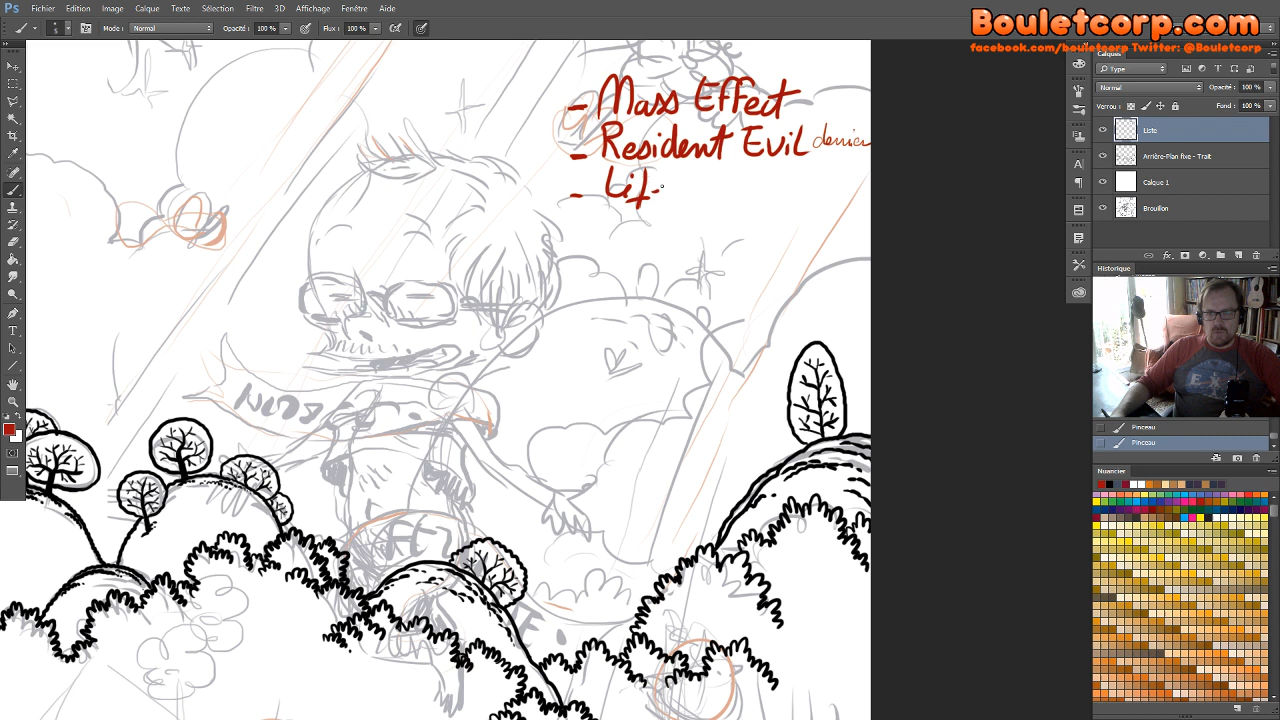 Ps Fichier Edition Image Calque Texte Sélection Filtre 3D Affichage Fenêtre Aide
Mode : Normal Opacité : 100 % Flux : 100 %
Bouletcorp.com
facebook.com/bouletcorp Twitter: @Bouletcorp
Calques
Type
Normal Opacité : 100 %
Verrou : Fond : 100 %
Liste
Arrière-Plan fixe - Trait
Calque 1
Brouillon
- Mass Effect
- Resident Evil dernier
- Lif
Historique
Pinceau
Pinceau
Nuancier